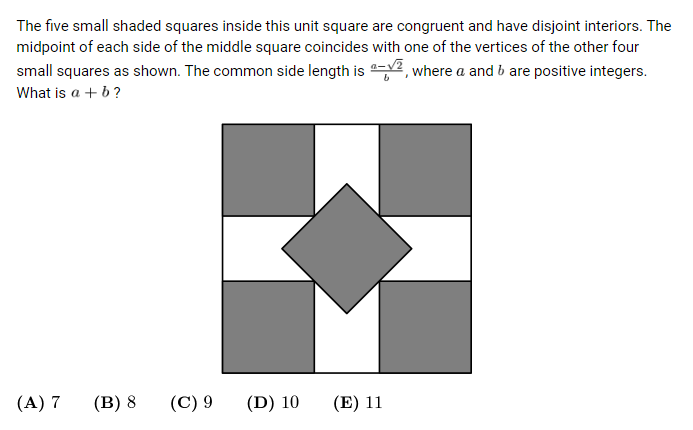 The five small shaded squares inside this unit square are congruent and have disjoint interiors. The
midpoint of each side of the middle square coincides with one of the vertices of the other four
small squares as shown. The common side length is $\frac{a-\sqrt{2}}{b}$, where a and b are positive integers.
What is a + b ?
(A) 7 (B) 8 (C) 9 (D) 10 (E) 11